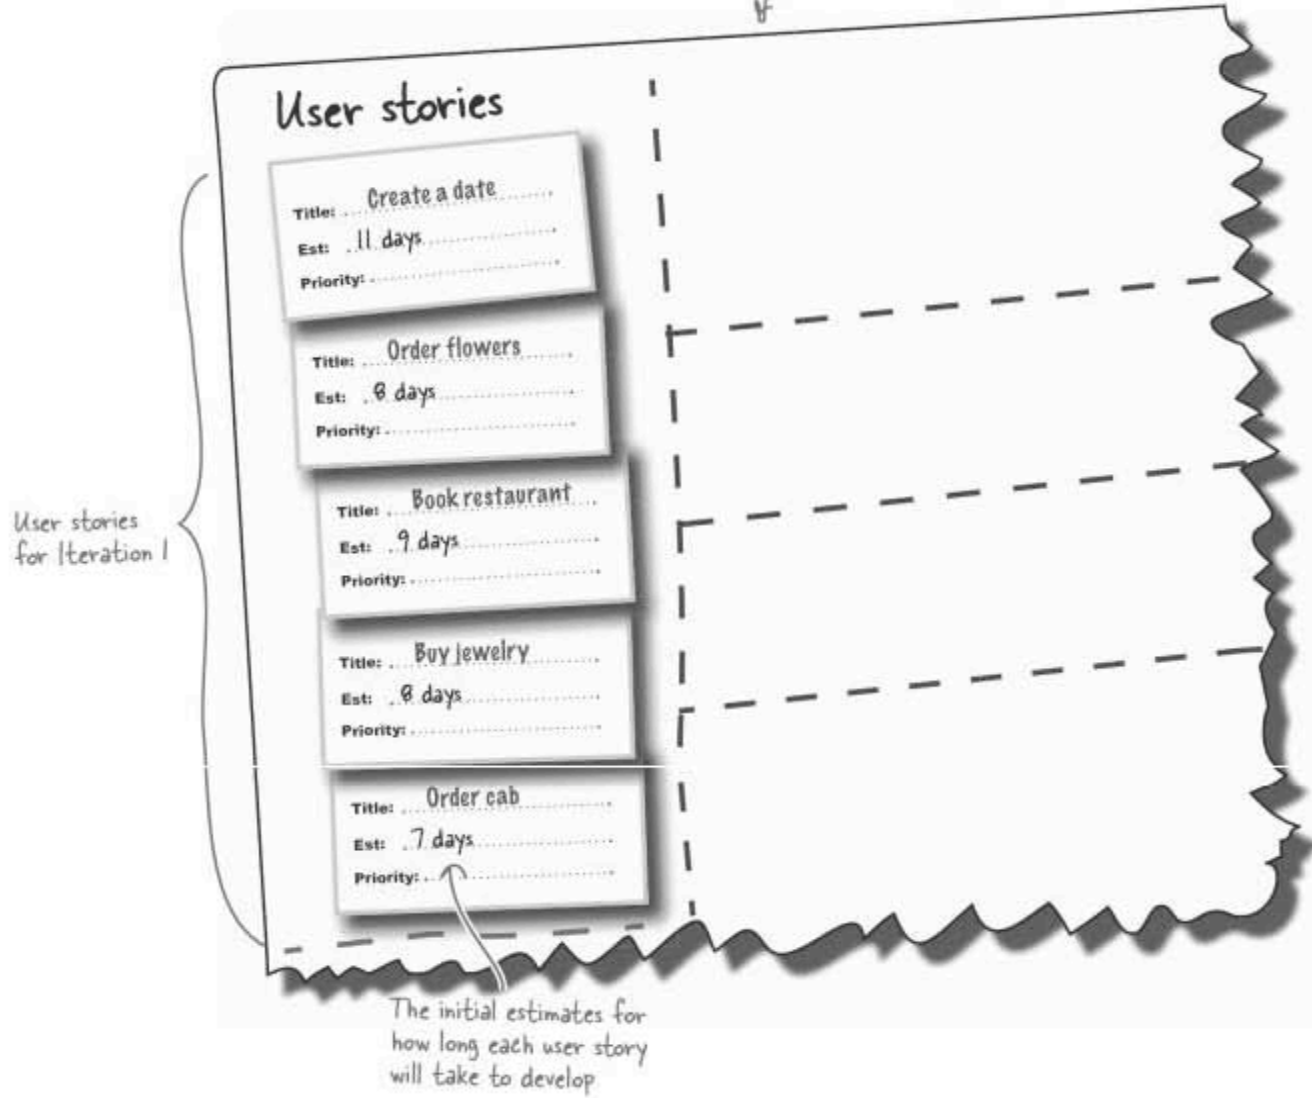 User stories
Title: Create a date
Est: 11 days
Priority:
Title: Order flowers
Est: 8 days
Priority:
Title: Book restaurant
Est: 9 days
Priority:
Title: Buy jewelry
Est: 8 days
Priority:
Title: Order cab
Est: 7 days
Priority:
User stories
for Iteration 1
The initial estimates for
how long each user story
will take to develop